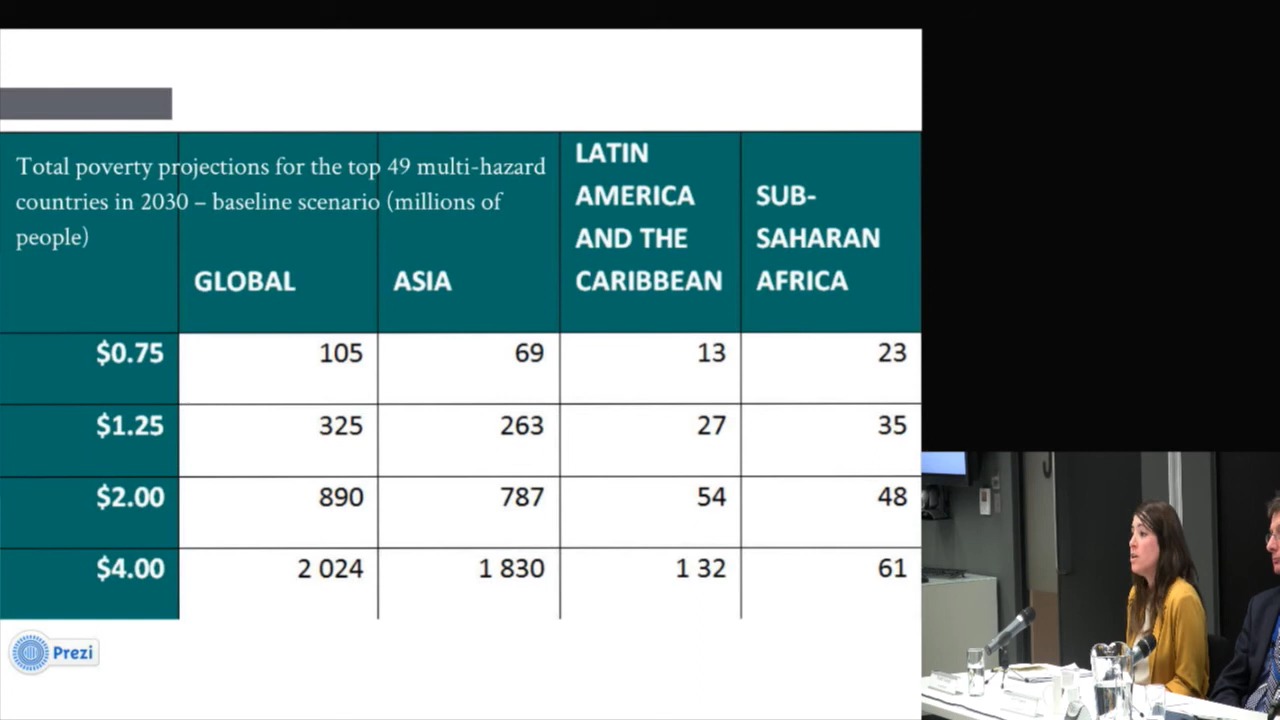 Total poverty projections for the top 49 multi-hazard
countries in 2030 – baseline scenario (millions of
people)
GLOBAL
ASIA
LATIN
AMERICA
AND THE
CARIBBEAN
SUB-
SAHARAN
AFRICA
$0.75 105 69 13 23
$1.25 325 263 27 35
$2.00 890 787 54 48
$4.00 2 024 1 830 1 32 61
Prezi